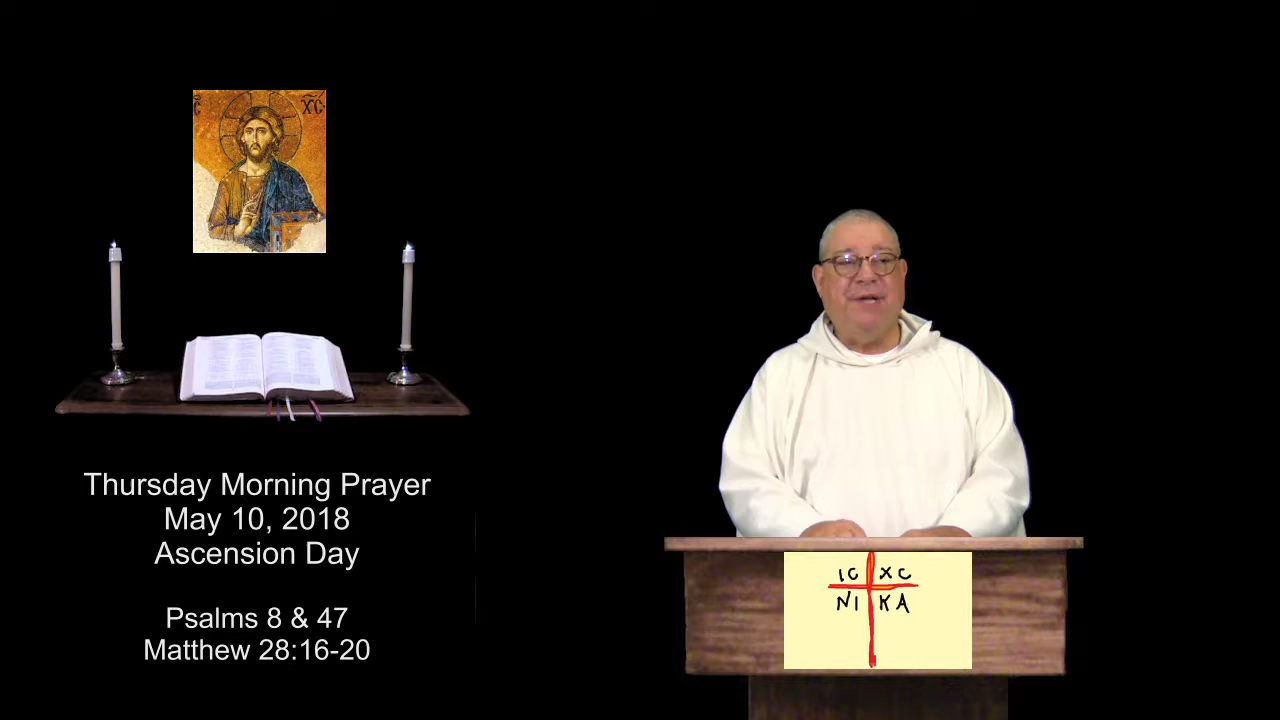 XC
Thursday Morning Prayer
May 10, 2018
Ascension Day
Psalms 8 & 47
Matthew 28:16-20
IC XC
NI KA